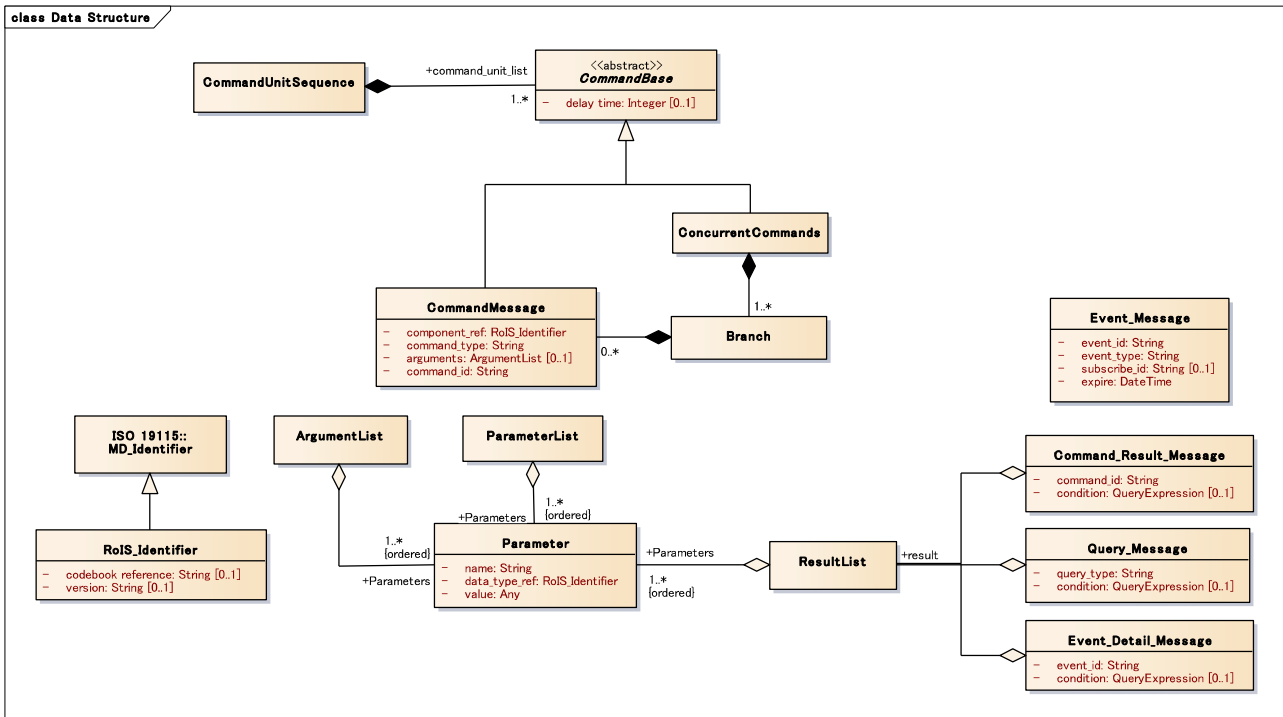 class Data Structure
CommandUnitSequence
+command_unit_list
1..*
<<abstract>>
CommandBase
- delay time: Integer [0..1]
ConcurrentCommands
1..*
CommandMessage
- component_ref: RoIS_Identifier
- command_type: String
- arguments: ArgumentList [0..1]
- command_id: String
0..*
Branch
Event_Message
- event_id: String
- event_type: String
- subscribe_id: String [0..1]
- expire: DateTime
ISO 19115::
MD_Identifier
ArgumentList
ParameterList
Command_Result_Message
- command_id: String
- condition: QueryExpression [0..1]
1..*
{ordered}
+Parameters
1..*
{ordered}
+Parameters
RoIS_Identifier
- codebook reference: String [0..1]
- version: String [0..1]
Parameter
- name: String
- data_type_ref: RoIS_Identifier
- value: Any
+Parameters
1..*
{ordered}
ResultList
+result
Query_Message
- query_type: String
- condition: QueryExpression [0..1]
Event_Detail_Message
- event_id: String
- condition: QueryExpression [0..1]